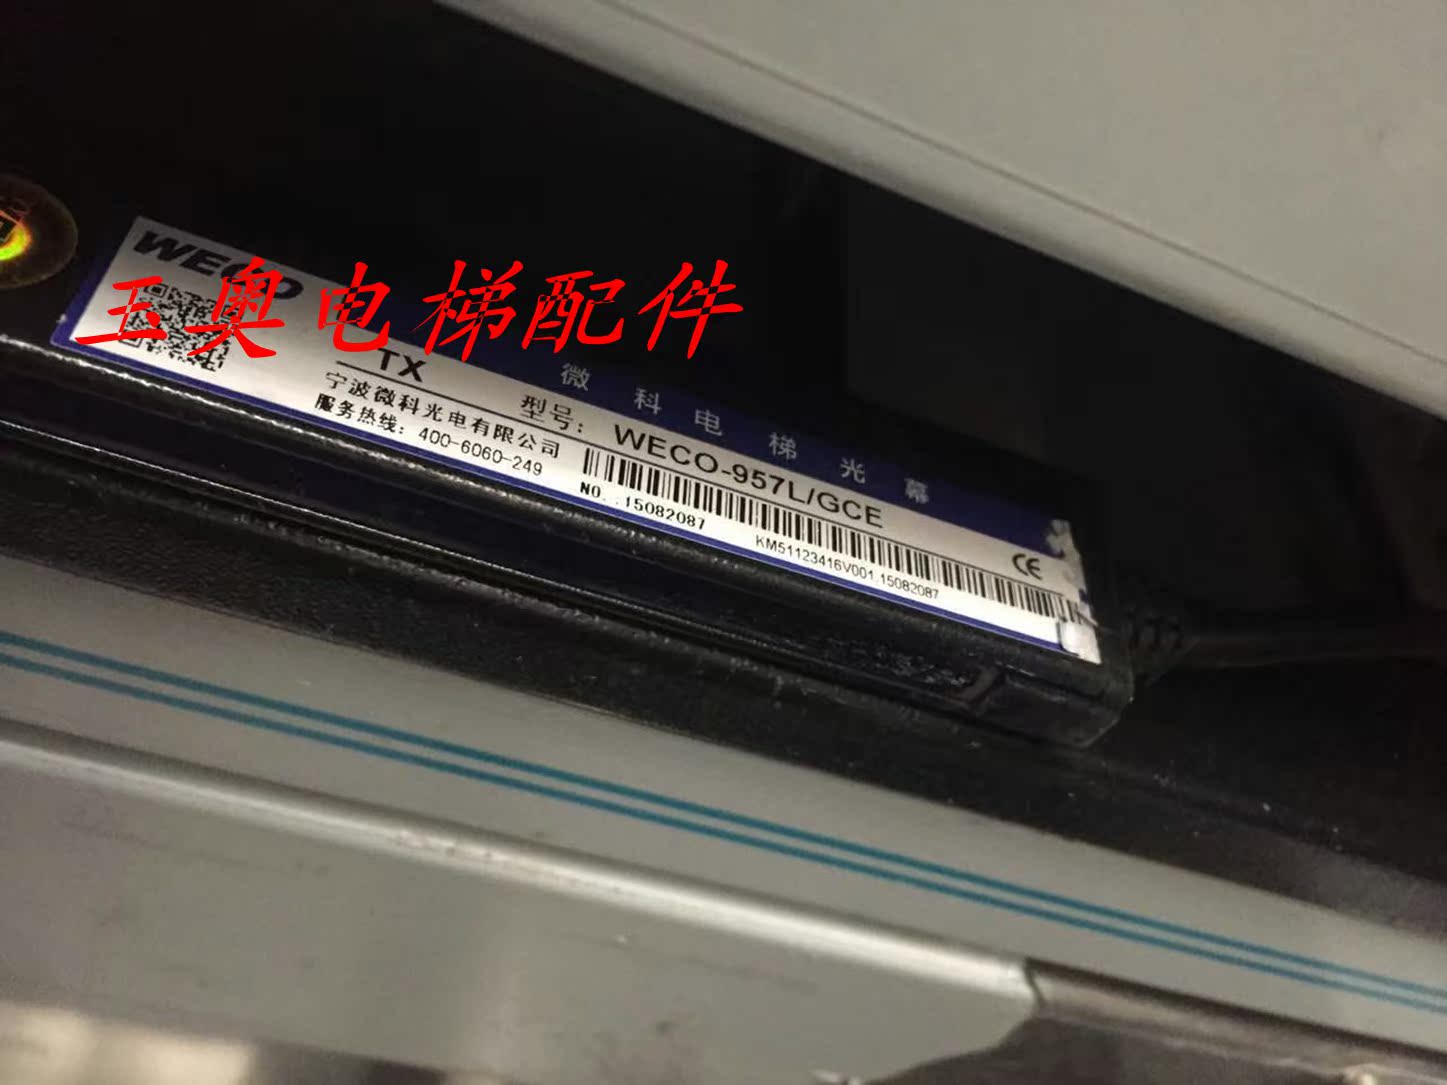 WECO
玉奥电梯配件
微科电梯光幕
TX 型号: WECO-957L/GCE
宁波微科光电有限公司
服务热线: 400-6060-249
NO.:15082087
KM51123416V001.15082087
CE